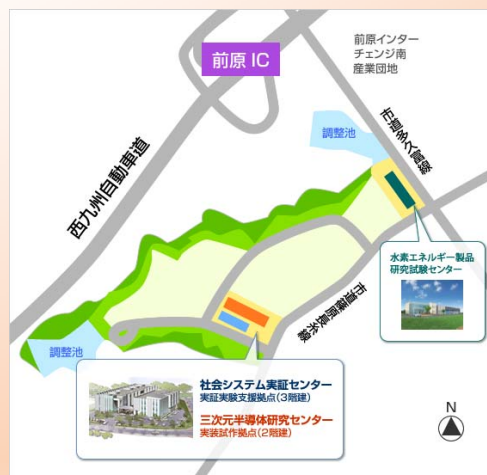 前原 IC
前原インター
チェンジ南
産業団地
調整池
市道多久富線
西九州自動車道
水素エネルギー製品
研究試験センター
市道篠原長糸線
調整池
社会システム実証センター
実証実験支援拠点(3階建)
三次元半導体研究センター
実装試作拠点(2階建)
N